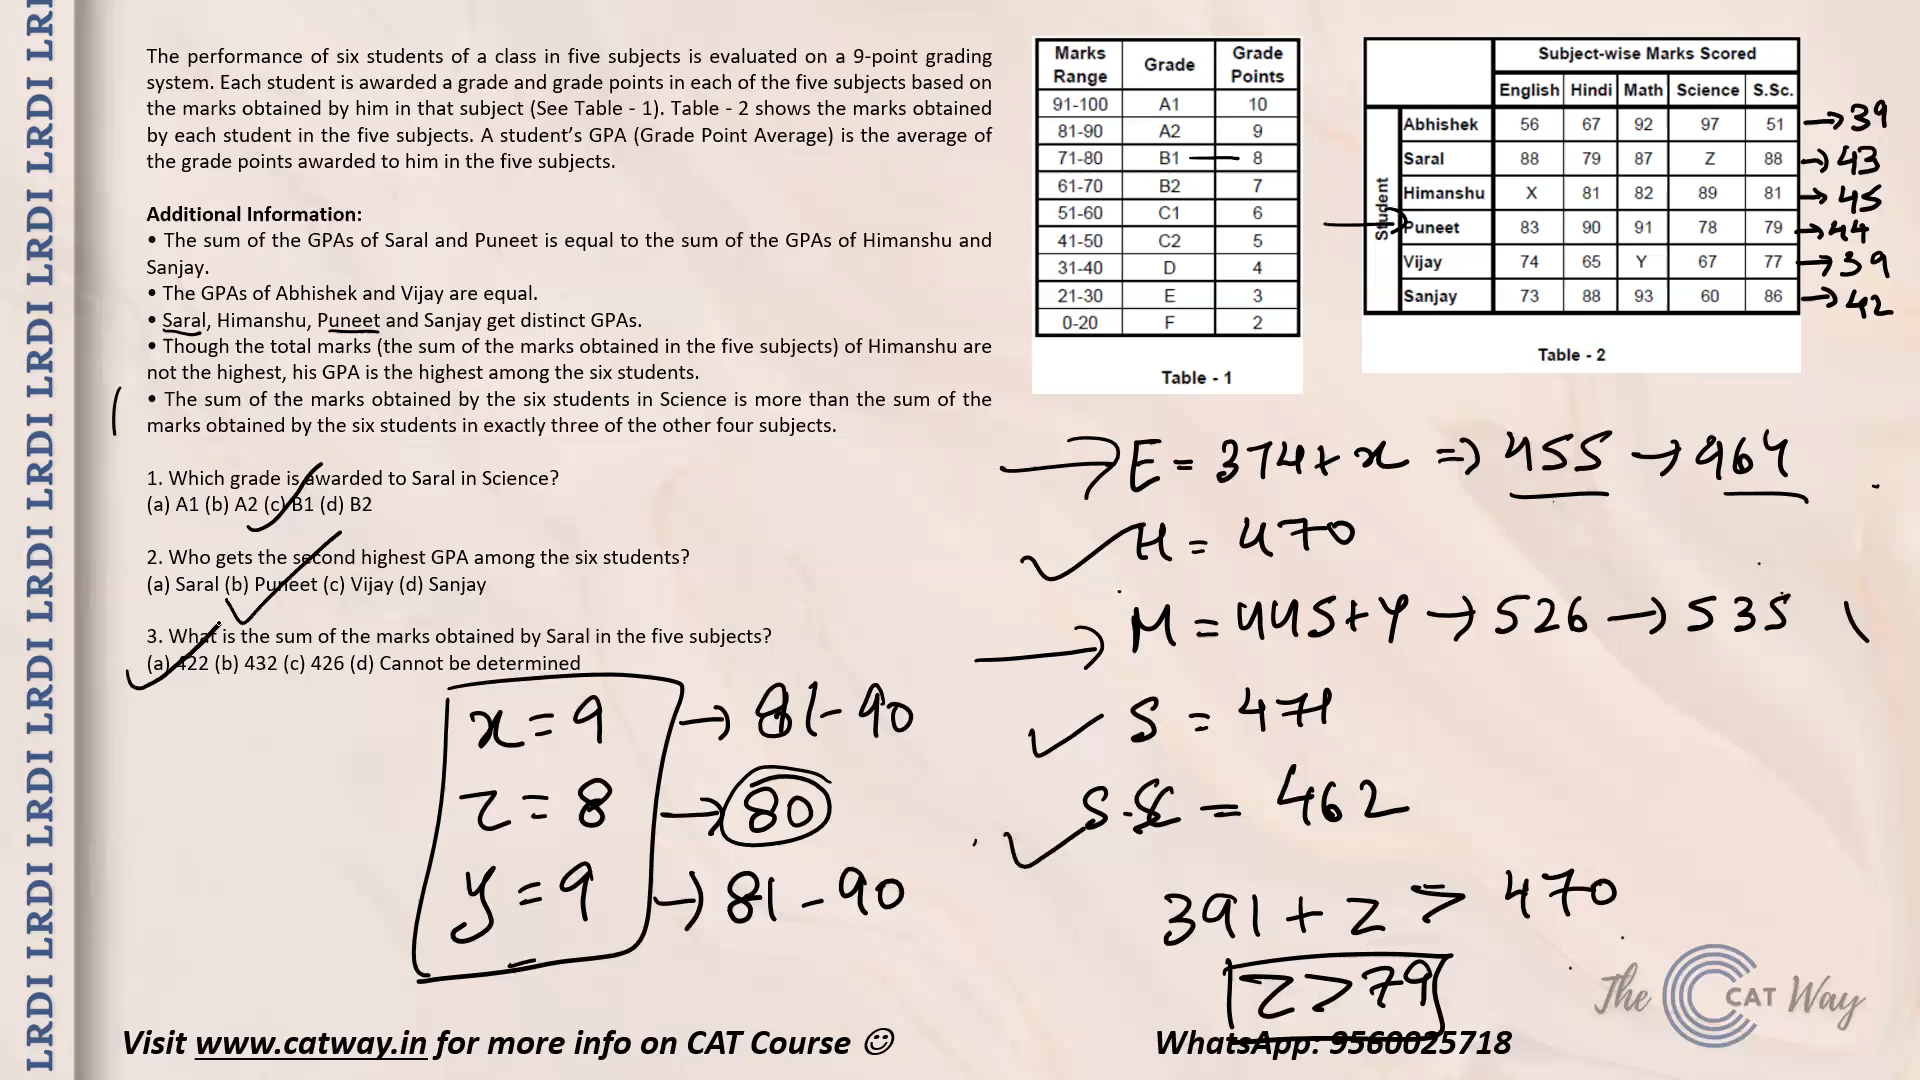 LRDI LRDI LRDI LRDI LRDI LRDI LRDI LRDI LRDI LRDI LRDI
The performance of six students of a class in five subjects is evaluated on a 9-point grading
system. Each student is awarded a grade and grade points in each of the five subjects based on
the marks obtained by him in that subject (See Table - 1). Table - 2 shows the marks obtained
by each student in the five subjects. A student’s GPA (Grade Point Average) is the average of
the grade points awarded to him in the five subjects.
Additional Information:
• The sum of the GPAs of Saral and Puneet is equal to the sum of the GPAs of Himanshu and
Sanjay.
• The GPAs of Abhishek and Vijay are equal.
• Saral, Himanshu, Puneet and Sanjay get distinct GPAs.
• Though the total marks (the sum of the marks obtained in the five subjects) of Himanshu are
not the highest, his GPA is the highest among the six students.
• The sum of the marks obtained by the six students in Science is more than the sum of the
marks obtained by the six students in exactly three of the other four subjects.
1. Which grade is awarded to Saral in Science?
(a) A1 (b) A2 (c) B1 (d) B2
2. Who gets the second highest GPA among the six students?
(a) Saral (b) Puneet (c) Vijay (d) Sanjay
3. What is the sum of the marks obtained by Saral in the five subjects?
(a) 422 (b) 432 (c) 426 (d) Cannot be determined
x = 9 → 81-90
z = 8 → 80
y = 9 → 81-90
Marks Range Grade Grade Points
91-100 A1 10
81-90 A2 9
71-80 B1 8
61-70 B2 7
51-60 C1 6
41-50 C2 5
31-40 D 4
21-30 E 3
0-20 F 2
Table - 1
Subject-wise Marks Scored
English Hindi Math Science S.Sc.
Student
Abhishek 56 67 92 97 51 → 39
Saral 88 79 87 Z 88 → 43
Himanshu X 81 82 89 81 → 45
Puneet 83 90 91 78 79 → 44
Vijay 74 65 Y 67 77 → 39
Sanjay 73 88 93 60 86 → 42
Table - 2
E = 374 + x ⇒ 455 → 464
H = 470
M = 445 + y → 526 → 535
S = 471
S.Sc = 462
391 + z > 470
z > 79
The CAT Way
Visit www.catway.in for more info on CAT Course ☺
WhatsApp: 9560025718